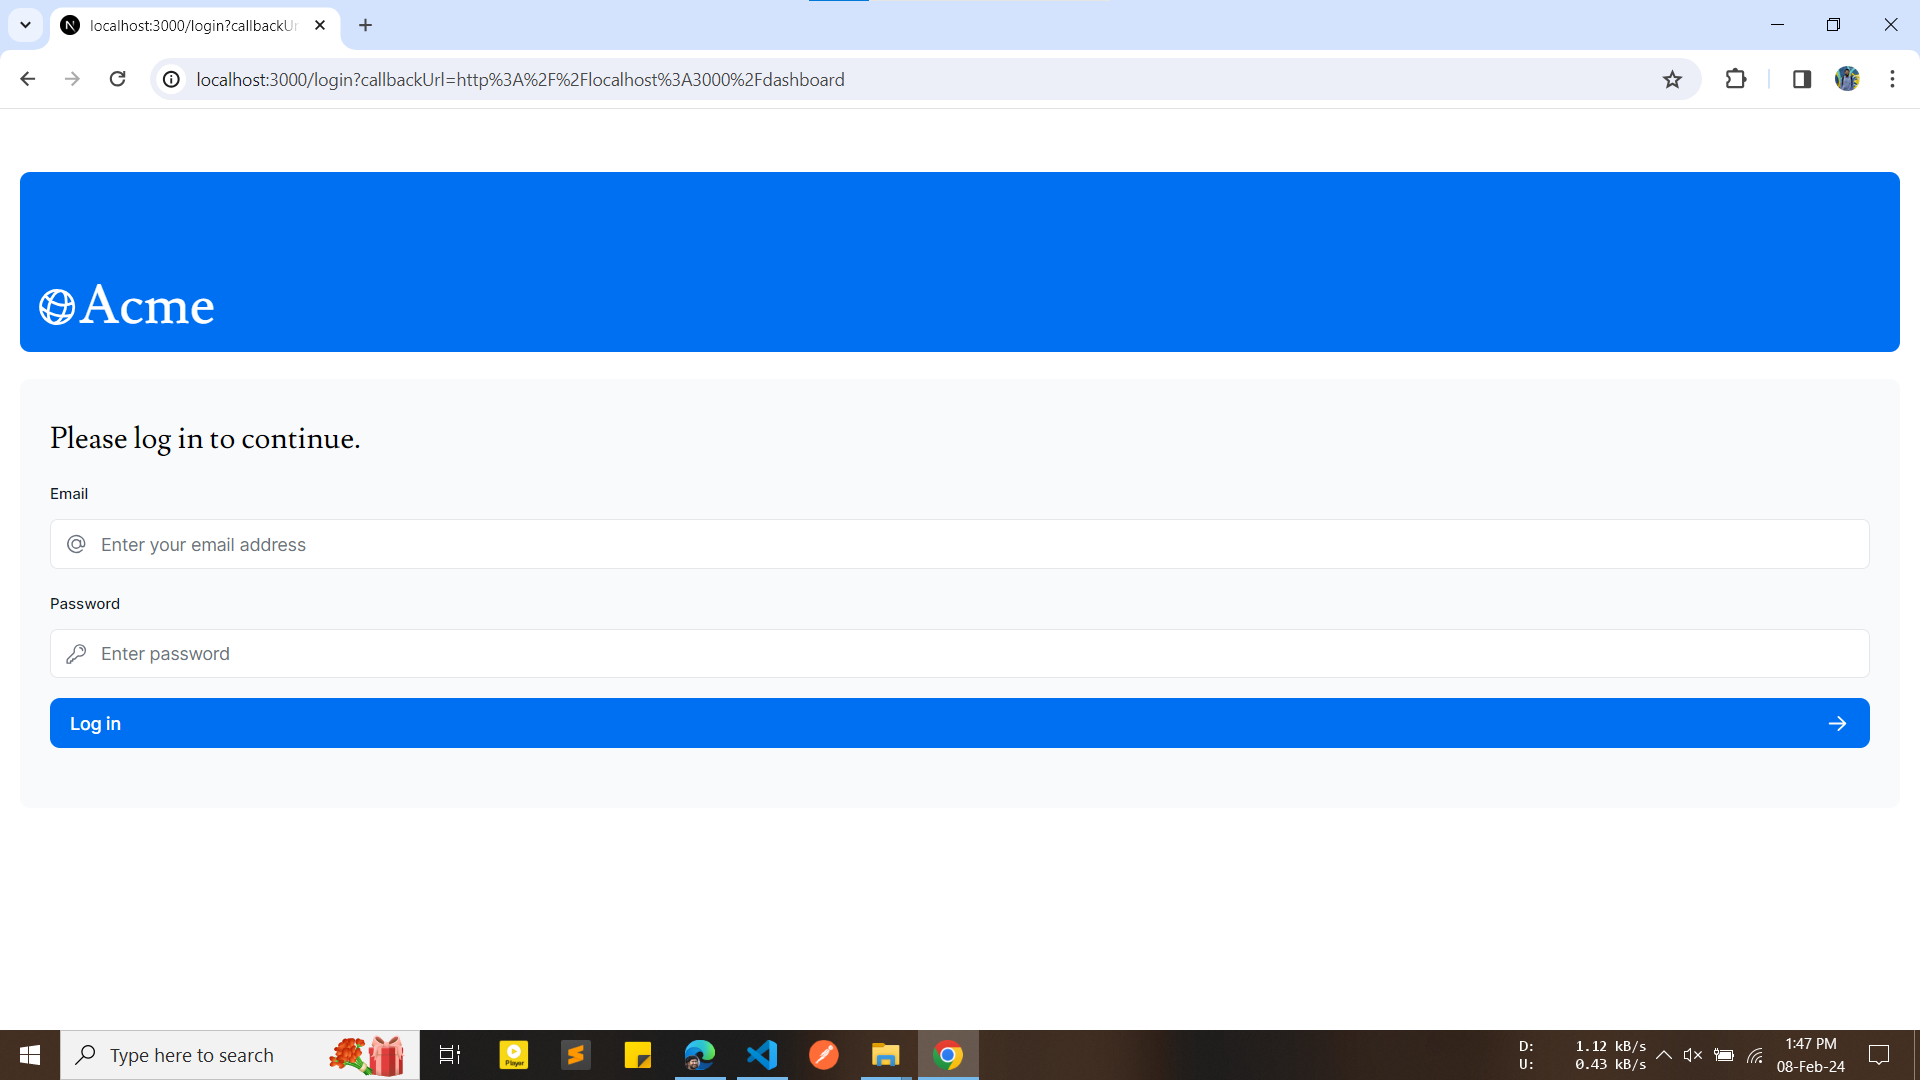 localhost:3000/login?callbackUr
localhost:3000/login?callbackUrl=http%3A%2F%2Flocalhost%3A3000%2Fdashboard
Acme
Please log in to continue.
Email
Enter your email address
Password
Enter password
Log in
Type here to search
Player
D: 1.12 kB/s
U: 0.43 kB/s
1:47 PM
08-Feb-24